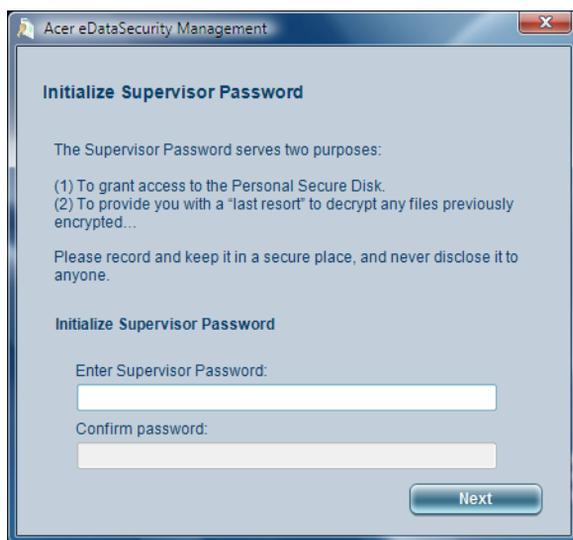 Acer eDataSecurity Management
Initialize Supervisor Password
The Supervisor Password serves two purposes:
(1) To grant access to the Personal Secure Disk.
(2) To provide you with a “last resort” to decrypt any files previously
encrypted...
Please record and keep it in a secure place, and never disclose it to
anyone.
Initialize Supervisor Password
Enter Supervisor Password:
Confirm password:
Next